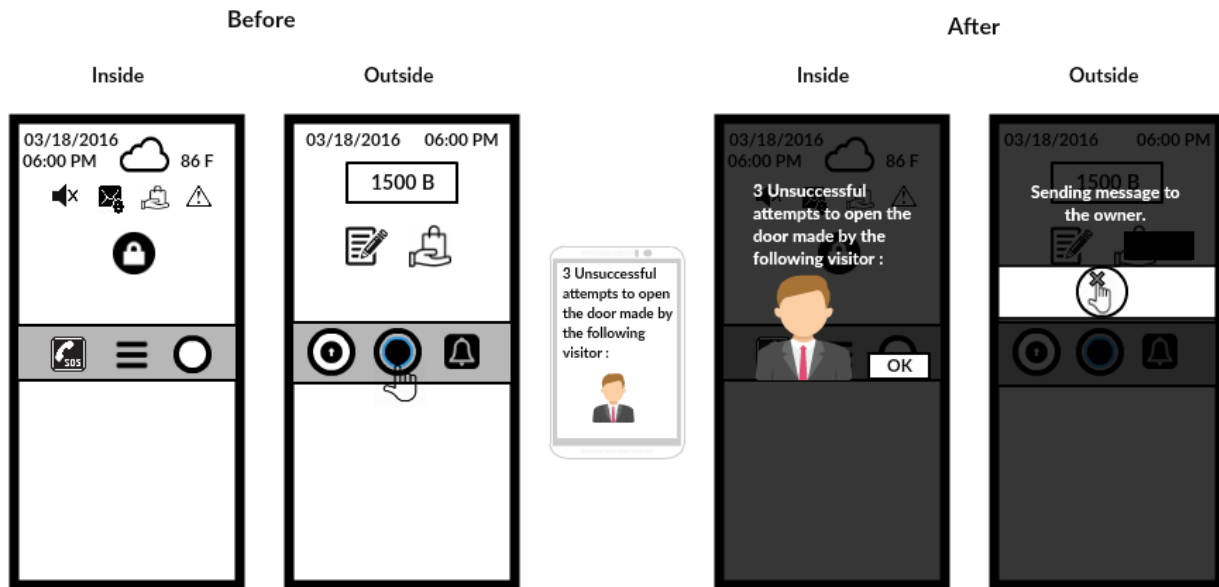 Before
After
Inside
Outside
Inside
Outside
03/18/2016
06:00 PM
86 F
SOS
03/18/2016 06:00 PM
1500 B
3 Unsuccessful
attempts to open
the door made by
the following
visitor :
03/18/2016
06:00 PM
86 F
3 Unsuccessful
attempts to open the
door made by the
following visitor :
OK
03/18/2016 06:00 PM
1500 B
Sending message to
the owner.